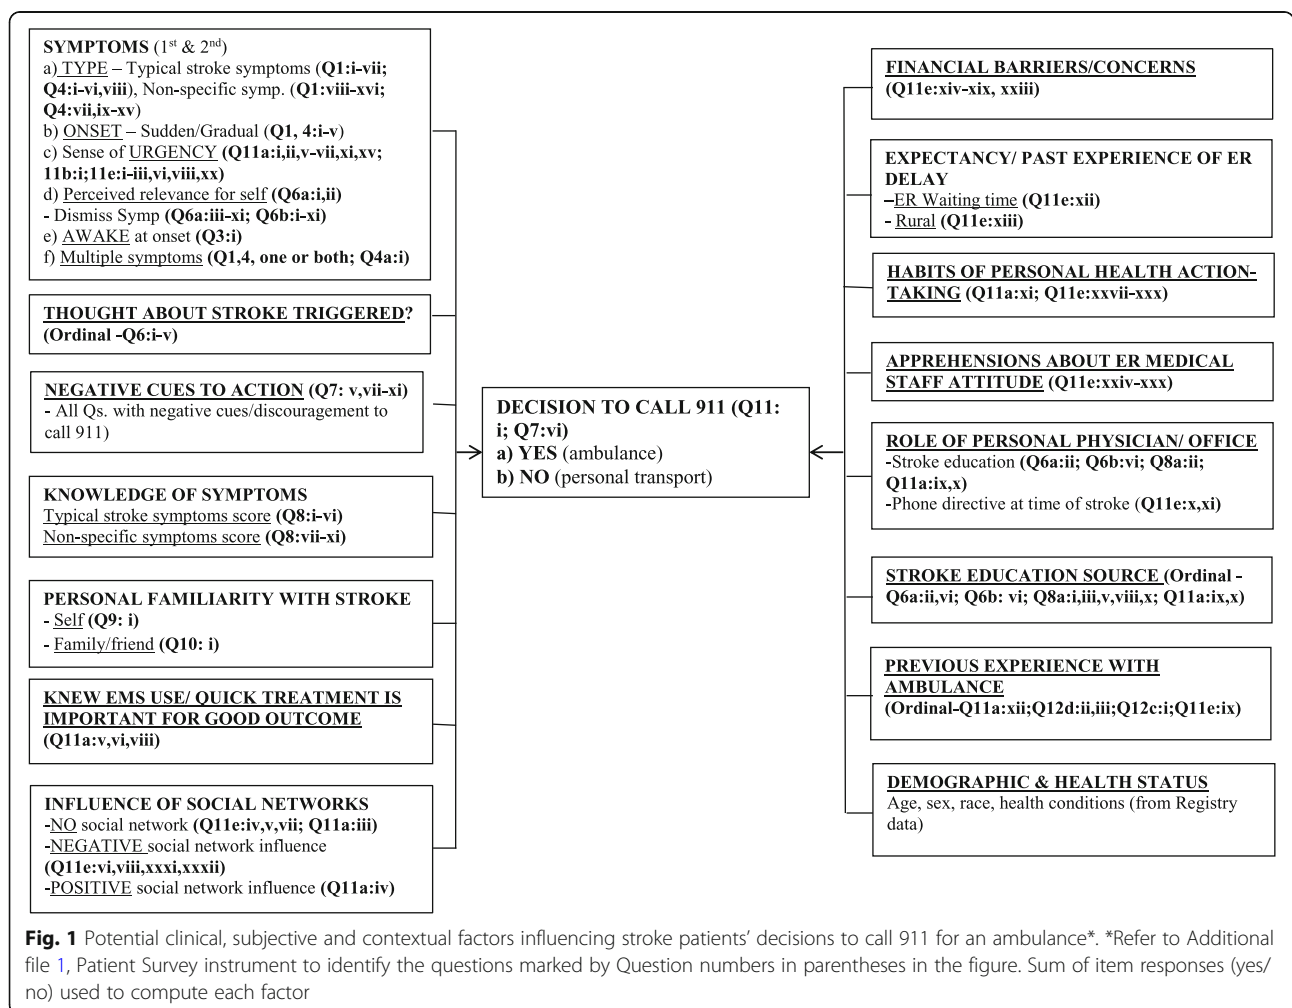 SYMPTOMS (1st & 2nd)
a) TYPE – Typical stroke symptoms (Q1:i-vii;
Q4:i-vi,viii), Non-specific symp. (Q1:viii-xvi;
Q4:vii,ix-xv)
b) ONSET – Sudden/Gradual (Q1, 4:i-v)
c) Sense of URGENCY (Q11a:i,ii,v-vii,xi,xv;
11b:i;11e:i-iii,vi,viii,xx)
d) Perceived relevance for self (Q6a:i,ii)
- Dismiss Symp (Q6a:iii-xi; Q6b:i-xi)
e) AWAKE at onset (Q3:i)
f) Multiple symptoms (Q1,4, one or both; Q4a:i)
THOUGHT ABOUT STROKE TRIGGERED?
(Ordinal -Q6:i-v)
NEGATIVE CUES TO ACTION (Q7: v,vii-xi)
- All Qs. with negative cues/discouragement to
call 911)
KNOWLEDGE OF SYMPTOMS
Typical stroke symptoms score (Q8:i-vi)
Non-specific symptoms score (Q8:vii-xi)
PERSONAL FAMILIARITY WITH STROKE
- Self (Q9: i)
- Family/friend (Q10: i)
KNEW EMS USE/ QUICK TREATMENT IS
IMPORTANT FOR GOOD OUTCOME
(Q11a:v,vi,viii)
INFLUENCE OF SOCIAL NETWORKS
-NO social network (Q11e:iv,v,vii; Q11a:iii)
-NEGATIVE social network influence
(Q11e:vi,viii,xxxi,xxxii)
-POSITIVE social network influence (Q11a:iv)
DECISION TO CALL 911 (Q11:
i; Q7:vi)
a) YES (ambulance)
b) NO (personal transport)
FINANCIAL BARRIERS/CONCERNS
(Q11e:xiv-xix, xxiii)
EXPECTANCY/ PAST EXPERIENCE OF ER
DELAY
–ER Waiting time (Q11e:xii)
- Rural (Q11e:xiii)
HABITS OF PERSONAL HEALTH ACTION-
TAKING (Q11a:xi; Q11e:xxvii-xxx)
APPREHENSIONS ABOUT ER MEDICAL
STAFF ATTITUDE (Q11e:xxiv-xxx)
ROLE OF PERSONAL PHYSICIAN/ OFFICE
-Stroke education (Q6a:ii; Q6b:vi; Q8a:ii;
Q11a:ix,x)
-Phone directive at time of stroke (Q11e:x,xi)
STROKE EDUCATION SOURCE (Ordinal -
Q6a:ii,vi; Q6b: vi; Q8a:i,iii,v,viii,x; Q11a:ix,x)
PREVIOUS EXPERIENCE WITH
AMBULANCE
(Ordinal-Q11a:xii;Q12d:ii,iii;Q12c:i;Q11e:ix)
DEMOGRAPHIC & HEALTH STATUS
Age, sex, race, health conditions (from Registry
data)
Fig. 1 Potential clinical, subjective and contextual factors influencing stroke patients’ decisions to call 911 for an ambulance*. *Refer to Additional
file 1, Patient Survey instrument to identify the questions marked by Question numbers in parentheses in the figure. Sum of item responses (yes/
no) used to compute each factor